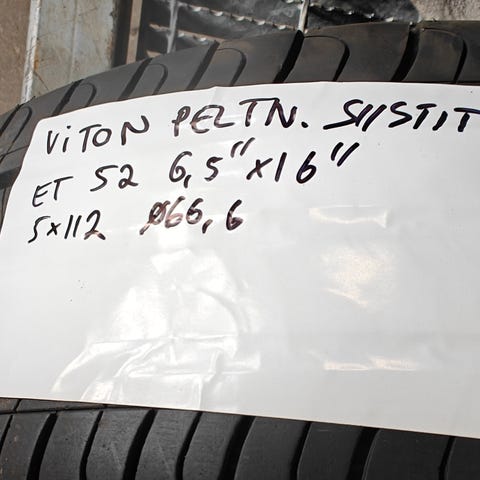 ViTON PELTN. SIISTIT
ET 52 6,5" x16"
5x112 Ø66,6